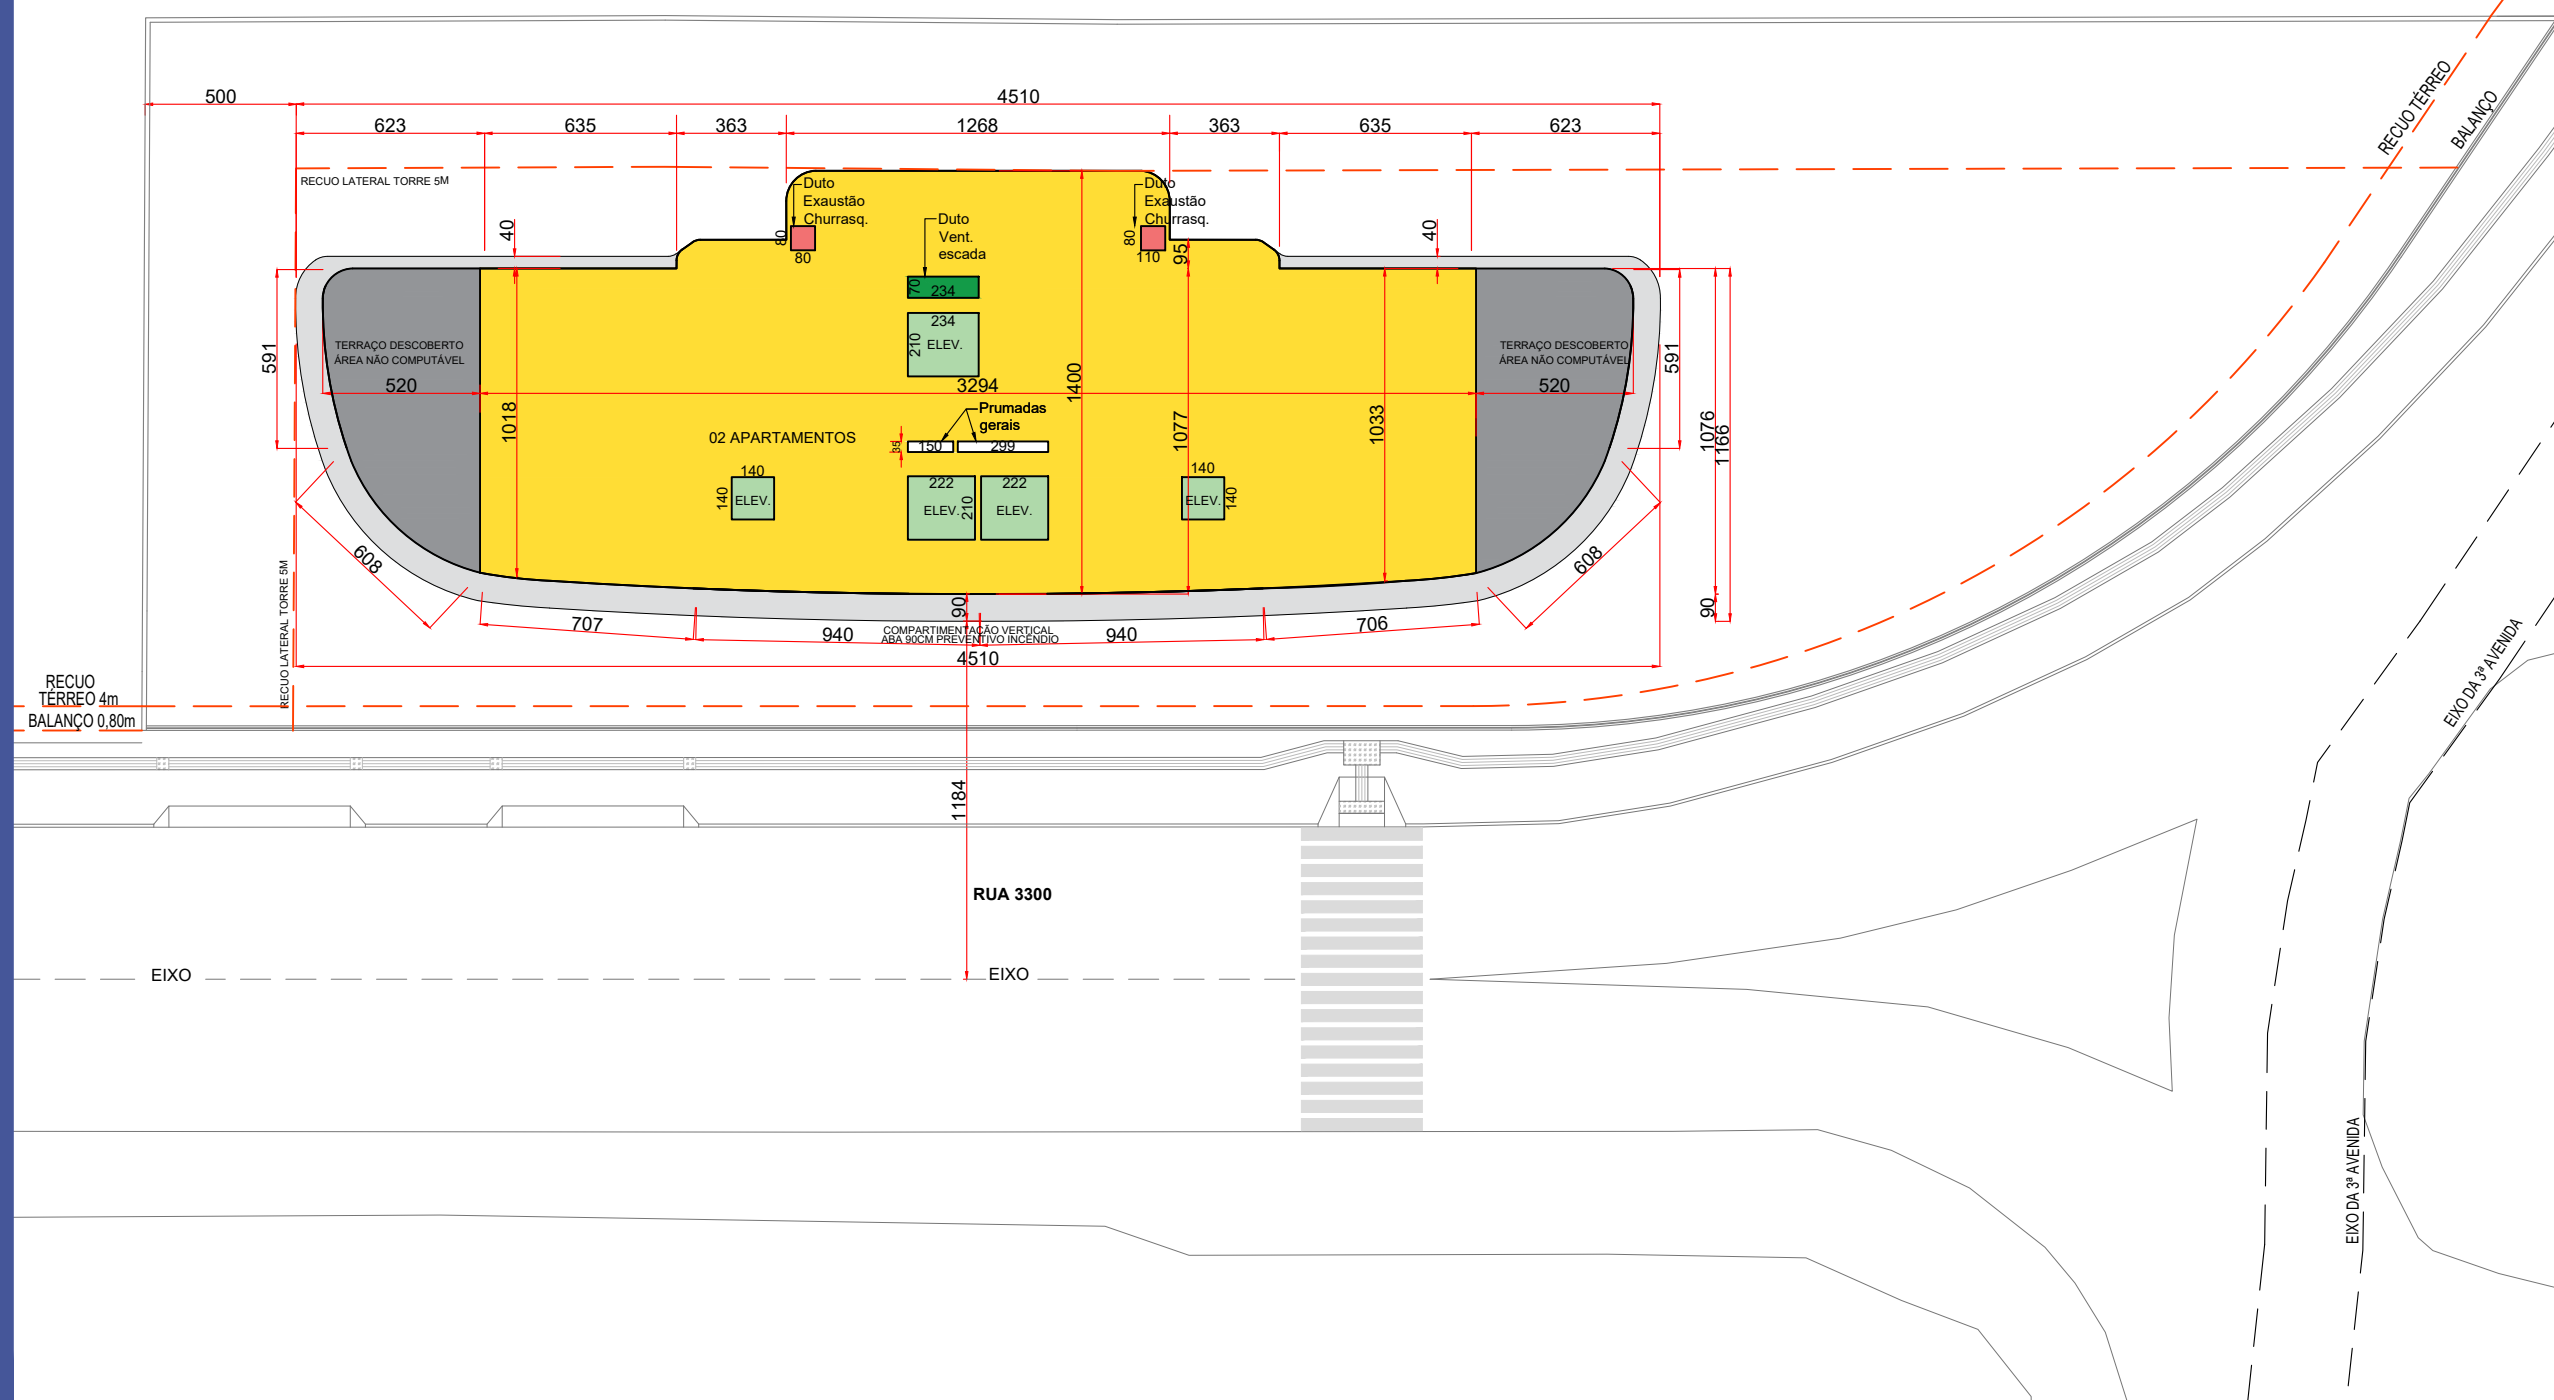 500
4510
623
635
363
1268
363
635
623
RECUO TÉRREO
BALANÇO
RECUO LATERAL TORRE 5M
Duto
Exaustão
Churrasq.
80
80
Duto
Exaustão
Churrasq.
80
110
95
Duto
Vent.
escada
40
40
70
234
234
210
ELEV.
591
TERRAÇO DESCOBERTO
ÁREA NÃO COMPUTÁVEL
520
1018
3294
1400
1077
1033
TERRAÇO DESCOBERTO
ÁREA NÃO COMPUTÁVEL
520
591
1076
1166
Prumadas
gerais
02 APARTAMENTOS
35
150
299
140
140
ELEV.
222
ELEV.
210
222
ELEV.
140
ELEV.
140
608
608
RECUO LATERAL TORRE 5M
90
90
707
940
COMPARTIMENTAÇÃO VERTICAL
ABA 90CM PREVENTIVO INCÊNDIO
940
706
4510
RECUO
TÉRREO 4m
BALANÇO 0,80m
1184
RUA 3300
EIXO
EIXO
EIXO DA 3ª AVENIDA
EIXO DA 3ª AVENIDA